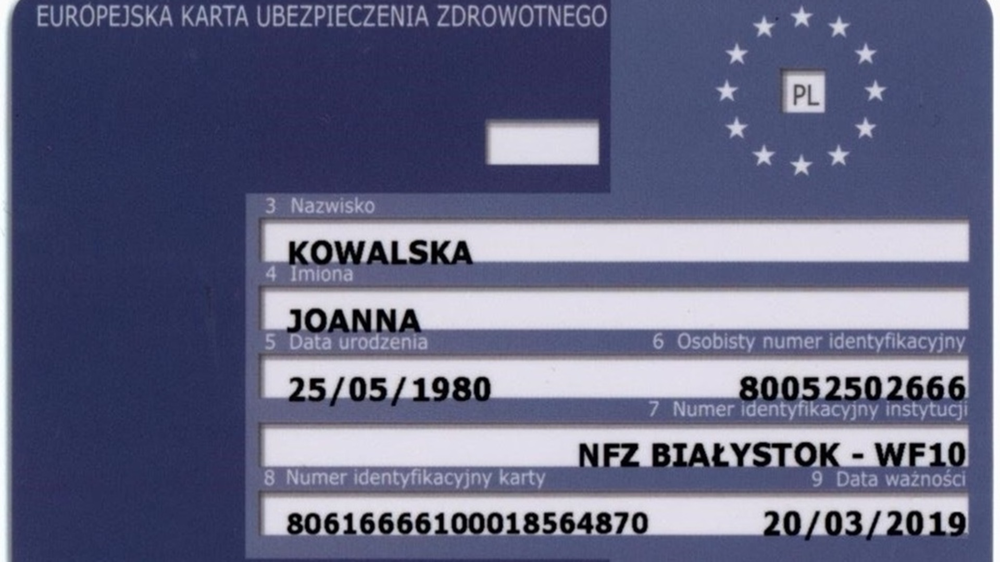 EUROPEJSKA KARTA UBEZPIECZENIA ZDROWOTNEGO
PL
3 Nazwisko
KOWALSKA
4 Imiona
JOANNA
5 Data urodzenia 6 Osobisty numer identyfikacyjny
25/05/1980 80052502666
7 Numer identyfikacyjny instytucji
NFZ BIAŁYSTOK - WF10
8 Numer identyfikacyjny karty 9 Data ważności
80616666100018564870 20/03/2019